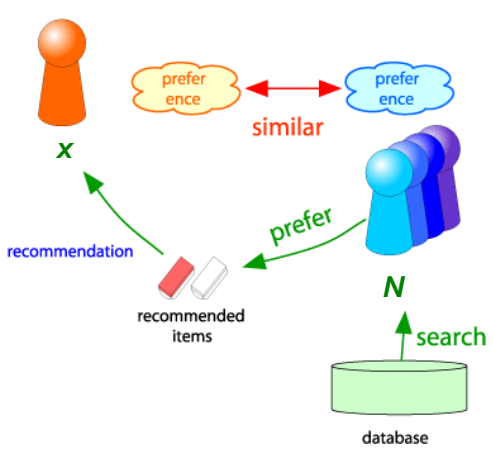 prefer
ence
prefer
ence
similar
x
prefer
recommendation
recommended
items
N
search
database